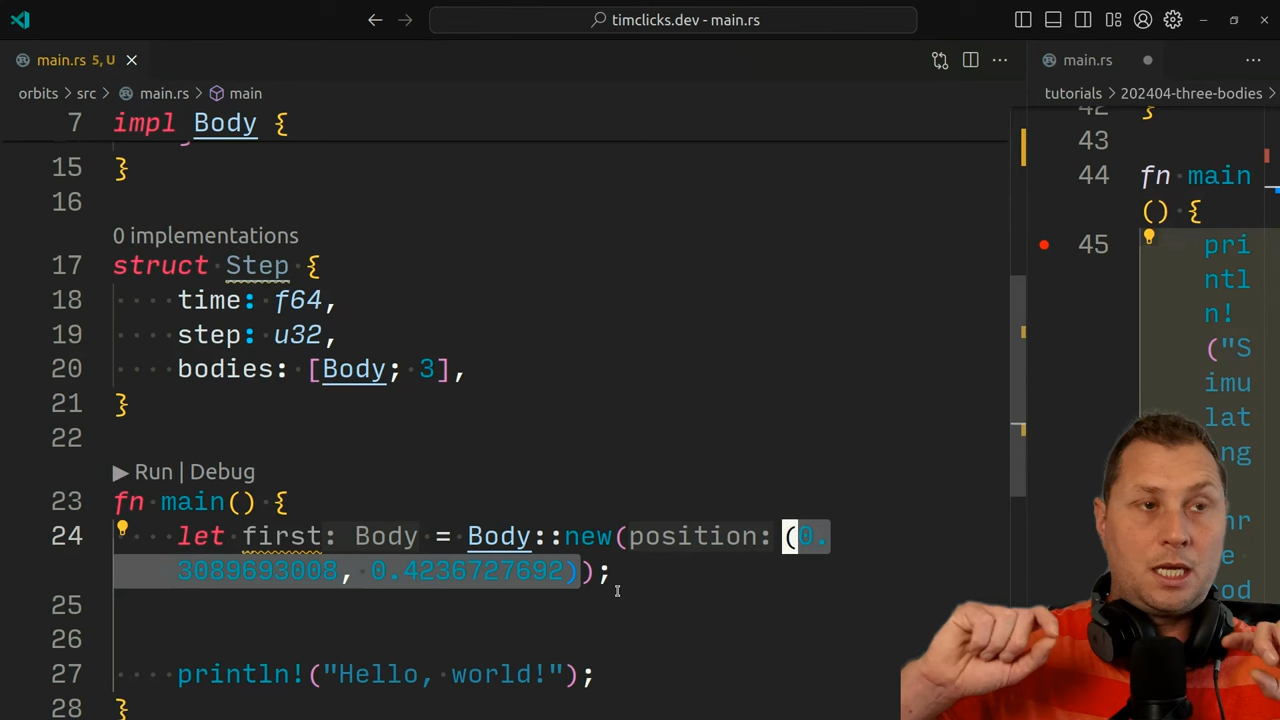 timclicks.dev - main.rs
main.rs 5, U
main.rs
orbits > src > main.rs > main
tutorials > 202404-three-bodies >
7 impl Body {
15 }
16
0 implementations
17 struct Step {
18 time: f64,
19 step: u32,
20 bodies: [Body; 3],
21 }
22
Run | Debug
23 fn main() {
24 let first: Body = Body::new(position: (0.
3089693008, 0.4236727692));
25
26
27 println!("Hello, world!");
28 }
42 }
43
44 fn main
() {
45 pri
ntl
n!
("S
imu
lat
ng